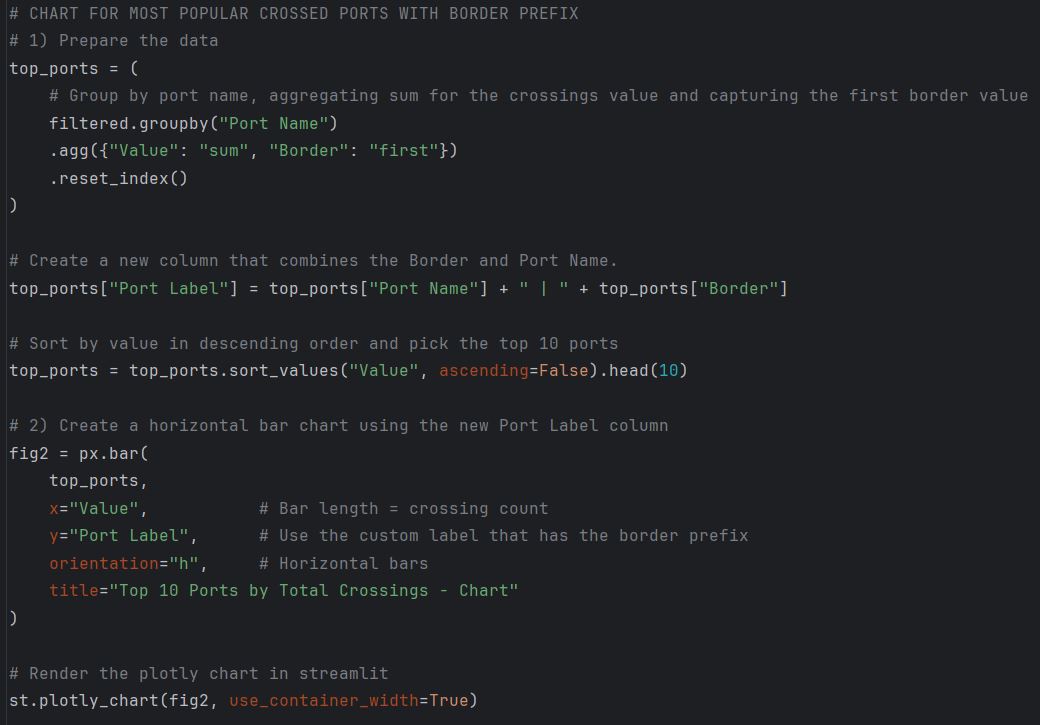 # CHART FOR MOST POPULAR CROSSED PORTS WITH BORDER PREFIX
# 1) Prepare the data
top_ports = (
    # Group by port name, aggregating sum for the crossings value and capturing the first border value
    filtered.groupby("Port Name")
    .agg({"Value": "sum", "Border": "first"})
    .reset_index()
)

# Create a new column that combines the Border and Port Name.
top_ports["Port Label"] = top_ports["Port Name"] + " | " + top_ports["Border"]

# Sort by value in descending order and pick the top 10 ports
top_ports = top_ports.sort_values("Value", ascending=False).head(10)

# 2) Create a horizontal bar chart using the new Port Label column
fig2 = px.bar(
    top_ports,
    x="Value",           # Bar length = crossing count
    y="Port Label",      # Use the custom label that has the border prefix
    orientation="h",     # Horizontal bars
    title="Top 10 Ports by Total Crossings - Chart"
)

# Render the plotly chart in streamlit
st.plotly_chart(fig2, use_container_width=True)